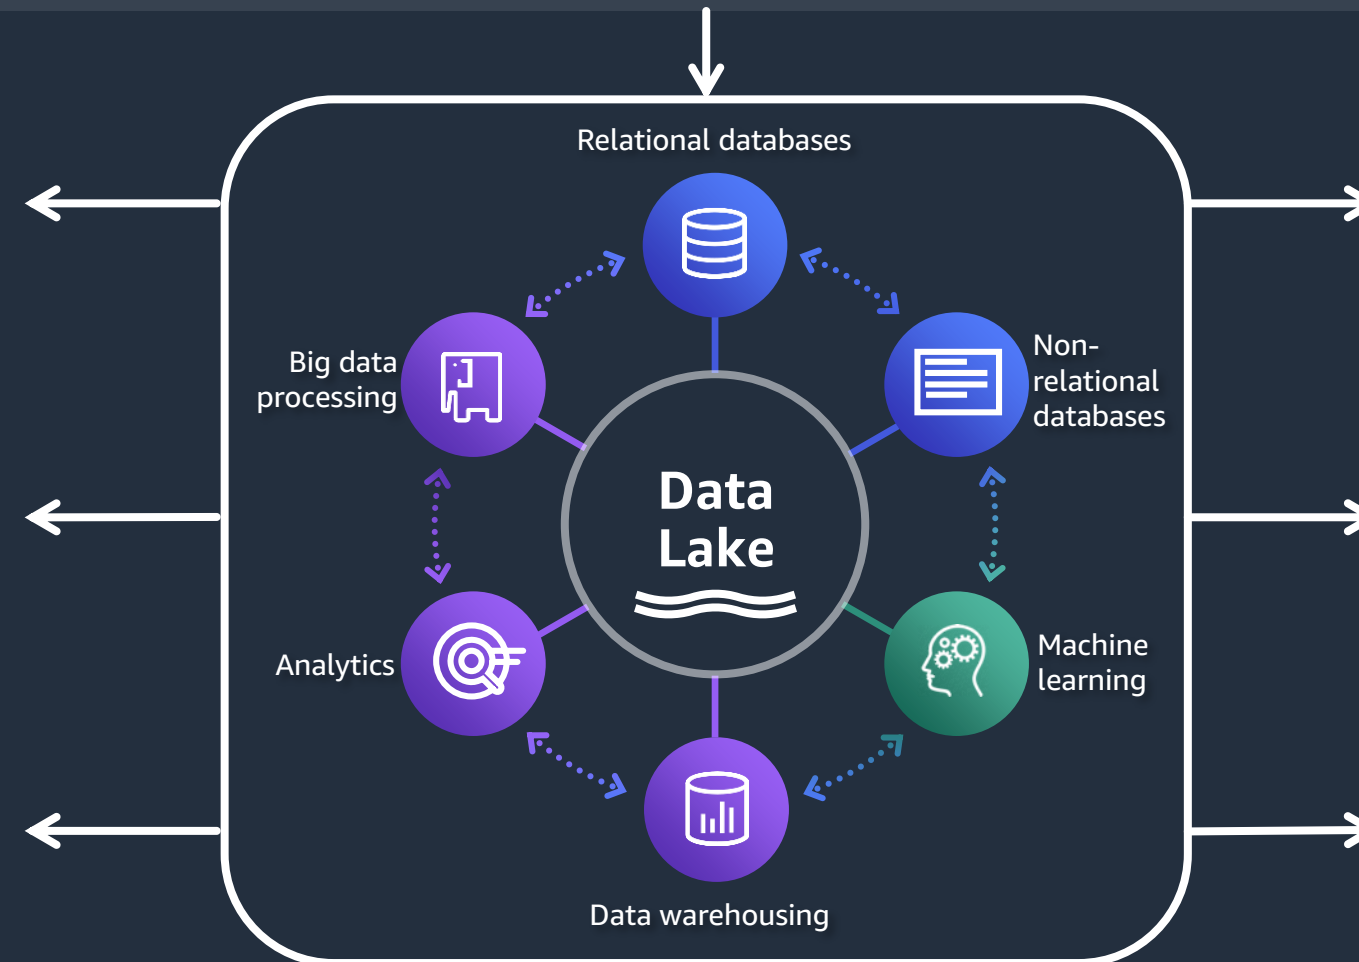 Relational databases
Big data
processing
Non-
relational
databases
Data
Lake
Analytics
Machine
learning
Data warehousing